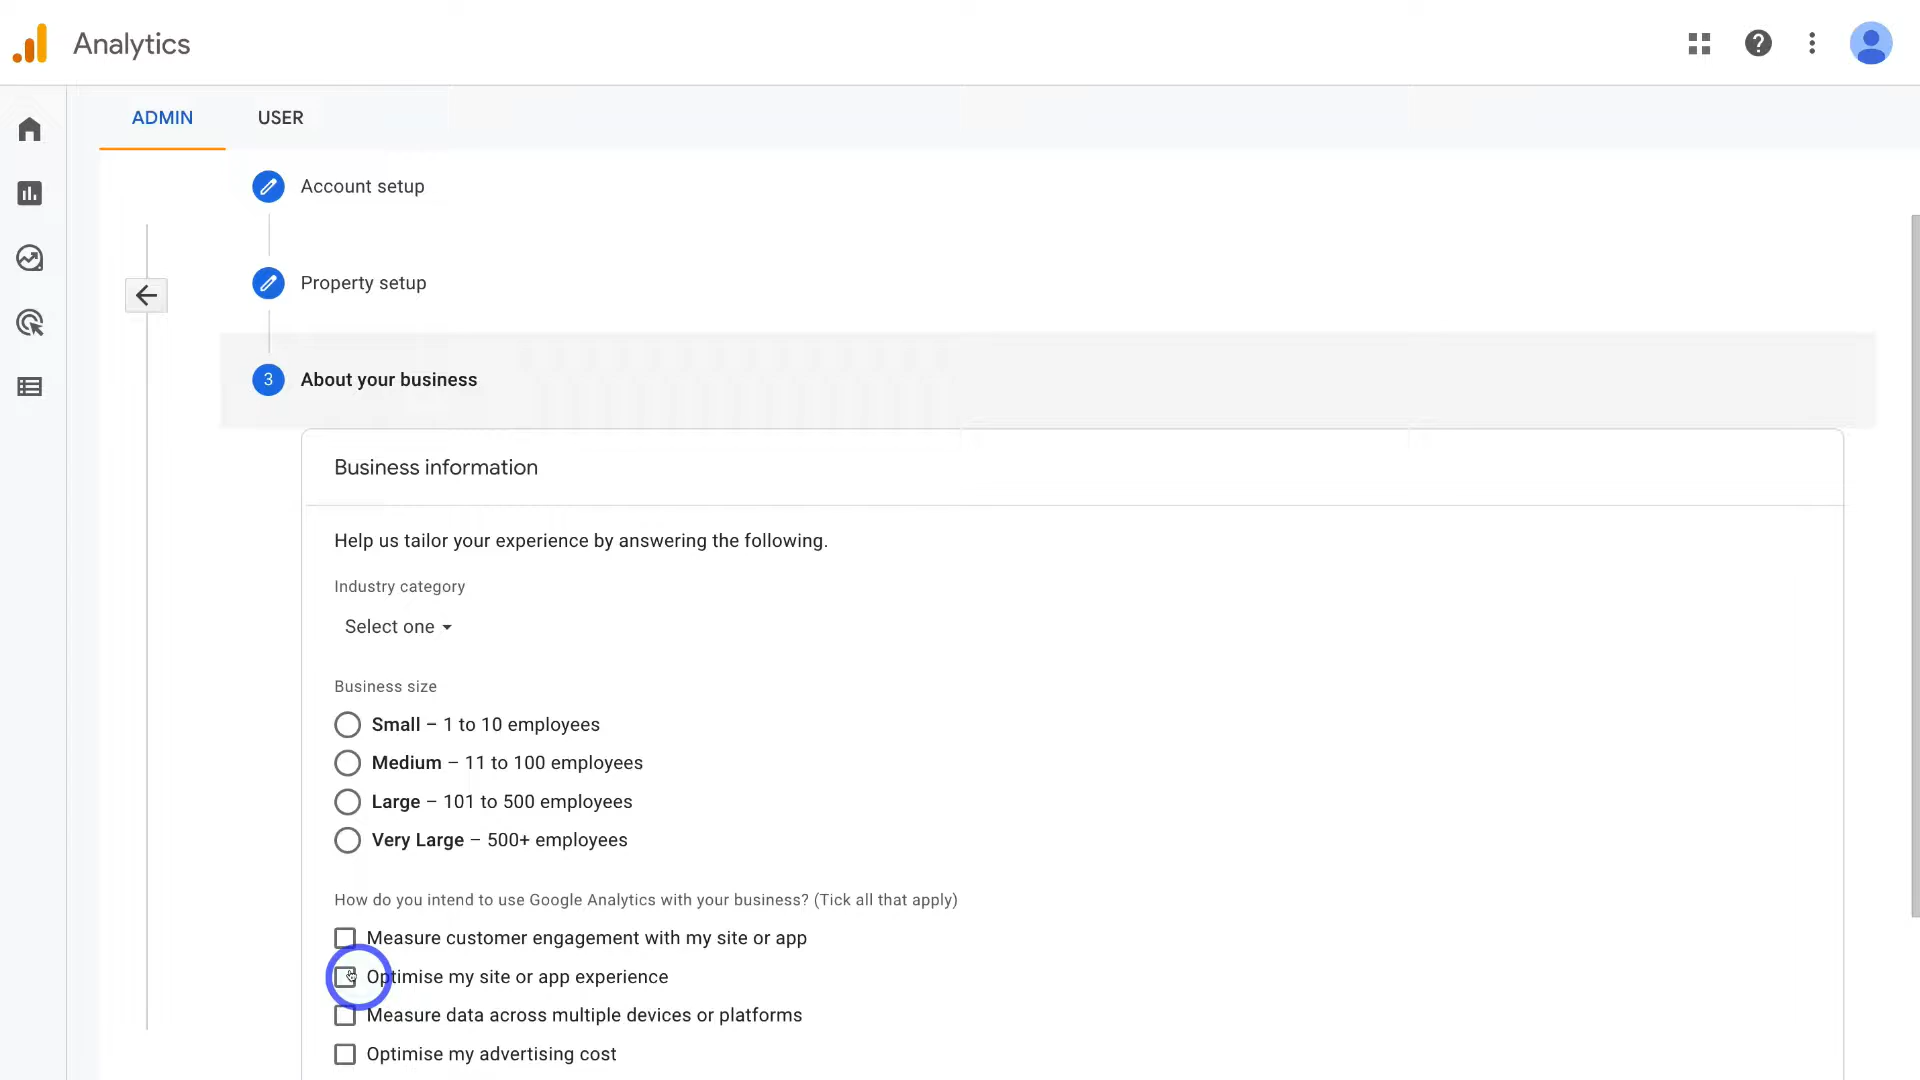 Analytics
ADMIN USER
Account setup
Property setup
3 About your business
Business information
Help us tailor your experience by answering the following.
Industry category
Select one
Business size
Small – 1 to 10 employees
Medium – 11 to 100 employees
Large – 101 to 500 employees
Very Large – 500+ employees
How do you intend to use Google Analytics with your business? (Tick all that apply)
Measure customer engagement with my site or app
Optimise my site or app experience
Measure data across multiple devices or platforms
Optimise my advertising cost